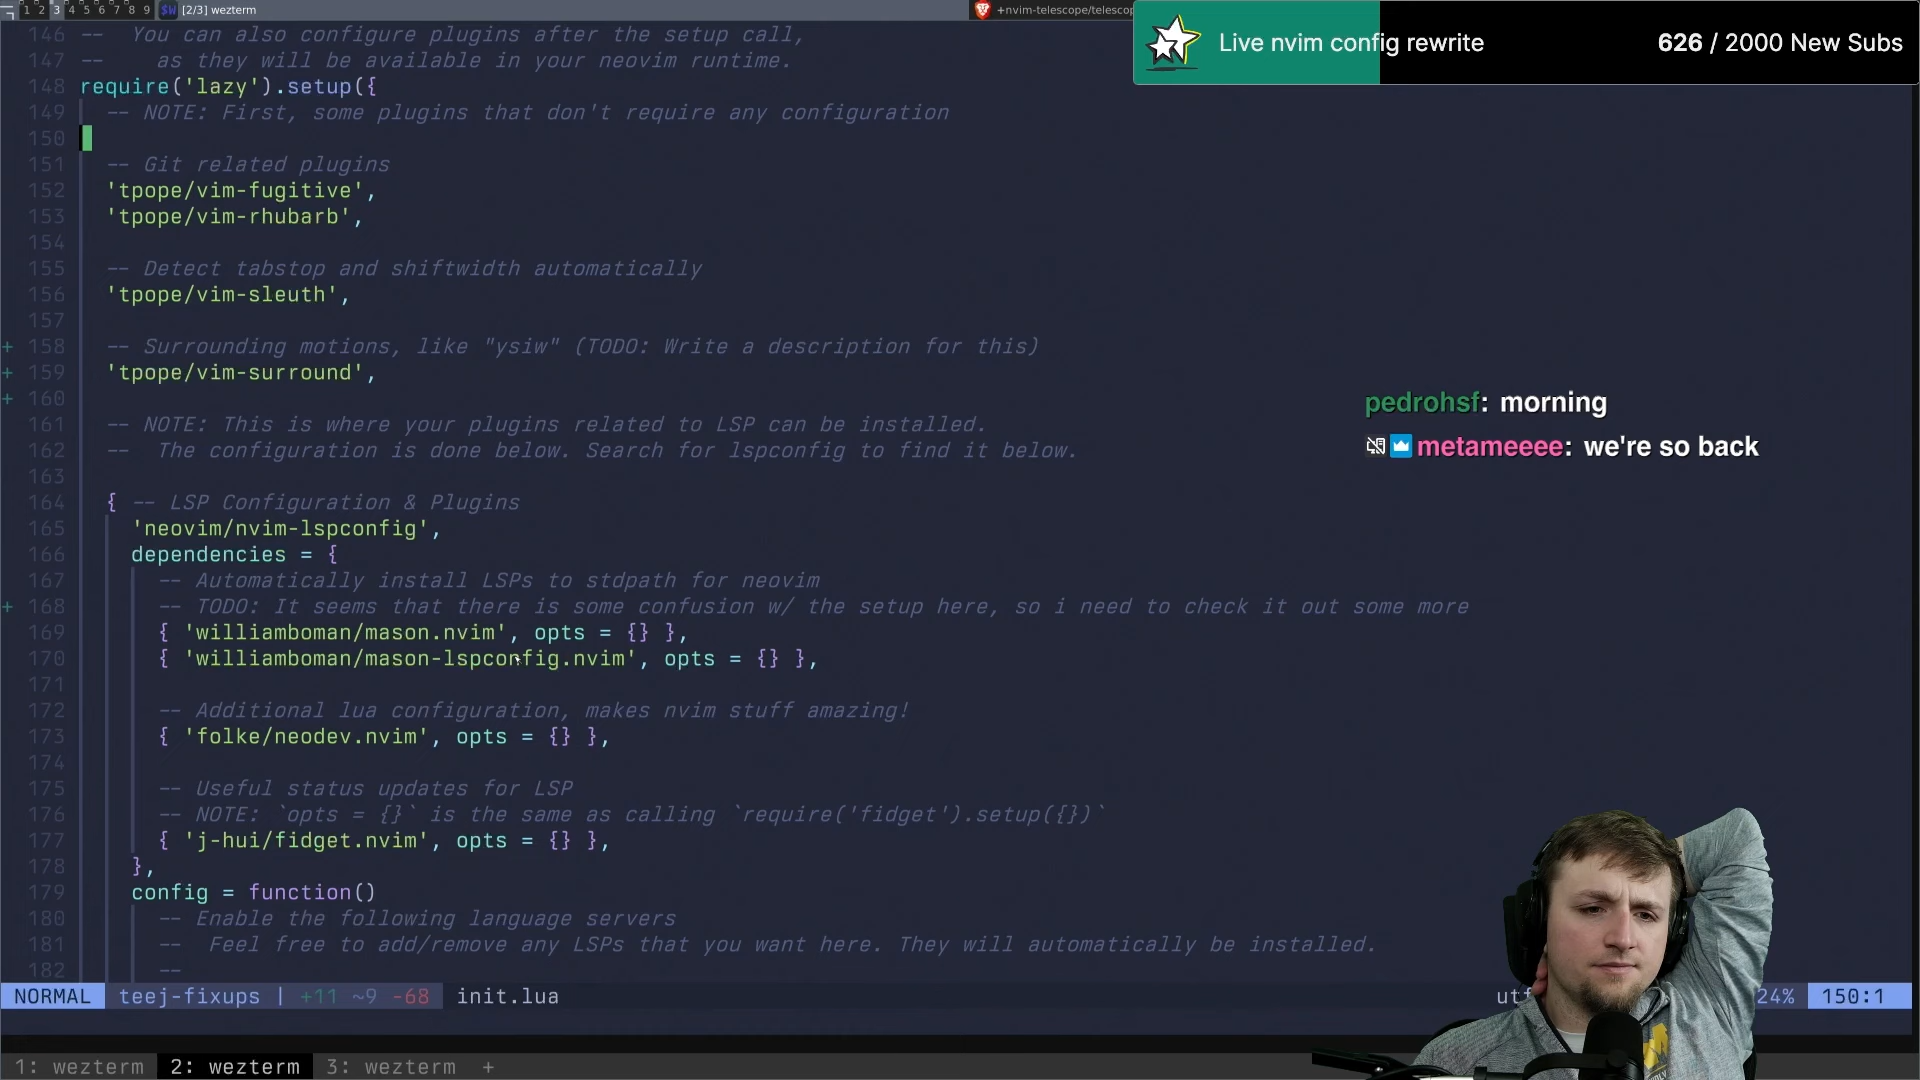 1 2 3 4 5 6 7 8 9 $W [2/3] wezterm
+nvim-telescope/telescop
Live nvim config rewrite 626 / 2000 New Subs
146 -- You can also configure plugins after the setup call,
147 --   as they will be available in your neovim runtime.
148 require('lazy').setup({
149 -- NOTE: First, some plugins that don't require any configuration
150
151 -- Git related plugins
152 'tpope/vim-fugitive',
153 'tpope/vim-rhubarb',
154
155 -- Detect tabstop and shiftwidth automatically
156 'tpope/vim-sleuth',
157
+ 158 -- Surrounding motions, like "ysiw" (TODO: Write a description for this)
+ 159 'tpope/vim-surround',
+ 160
161 -- NOTE: This is where your plugins related to LSP can be installed.
162 --  The configuration is done below. Search for lspconfig to find it below.
163
164 { -- LSP Configuration & Plugins
165 'neovim/nvim-lspconfig',
166 dependencies = {
167 -- Automatically install LSPs to stdpath for neovim
+ 168 -- TODO: It seems that there is some confusion w/ the setup here, so i need to check it out some more
169 { 'williamboman/mason.nvim', opts = {} },
170 { 'williamboman/mason-lspconfig.nvim', opts = {} },
171
172 -- Additional lua configuration, makes nvim stuff amazing!
173 { 'folke/neodev.nvim', opts = {} },
174
175 -- Useful status updates for LSP
176 -- NOTE: `opts = {}` is the same as calling `require('fidget').setup({})`
177 { 'j-hui/fidget.nvim', opts = {} },
178 },
179 config = function()
180 -- Enable the following language servers
181 --  Feel free to add/remove any LSPs that you want here. They will automatically be installed.
182 --
pedrohsf: morning
metameeee: we're so back
NORMAL teej-fixups | +11 ~9 -68 init.lua utf 24% 150:1
1: wezterm 2: wezterm 3: wezterm +